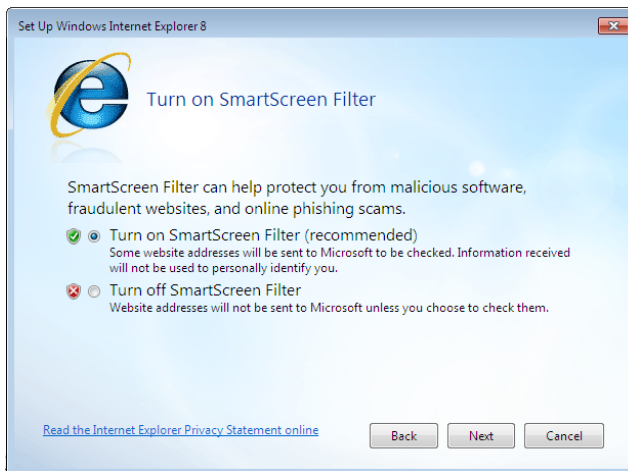 Set Up Windows Internet Explorer 8
Turn on SmartScreen Filter
SmartScreen Filter can help protect you from malicious software,
fraudulent websites, and online phishing scams.
Turn on SmartScreen Filter (recommended)
Some website addresses will be sent to Microsoft to be checked. Information received
will not be used to personally identify you.
Turn off SmartScreen Filter
Website addresses will not be sent to Microsoft unless you choose to check them.
Read the Internet Explorer Privacy Statement online
Back
Next
Cancel